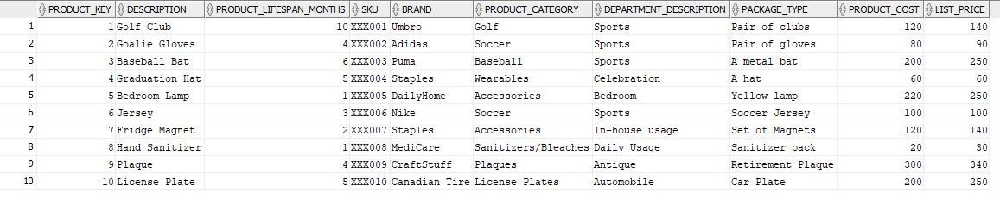 PRODUCT_KEY DESCRIPTION PRODUCT_LIFESPAN_MONTHS SKU BRAND PRODUCT_CATEGORY DEPARTMENT_DESCRIPTION PACKAGE_TYPE PRODUCT_COST LIST_PRICE
1 1 Golf Club 10 XXX001 Umbro Golf Sports Pair of clubs 120 140
2 2 Goalie Gloves 4 XXX002 Adidas Soccer Sports Pair of gloves 80 90
3 3 Baseball Bat 6 XXX003 Puma Baseball Sports A metal bat 200 250
4 4 Graduation Hat 5 XXX004 Staples Wearables Celebration A hat 60 60
5 5 Bedroom Lamp 1 XXX005 DailyHome Accessories Bedroom Yellow lamp 220 250
6 6 Jersey 3 XXX006 Nike Soccer Sports Soccer Jersey 100 100
7 7 Fridge Magnet 2 XXX007 Staples Accessories In-house usage Set of Magnets 120 140
8 8 Hand Sanitizer 1 XXX008 MediCare Sanitizers/Bleaches Daily Usage Sanitizer pack 20 30
9 9 Plaque 4 XXX009 CraftStuff Plaques Antique Retirement Plaque 300 340
10 10 License Plate 5 XXX010 Canadian Tire License Plates Automobile Car Plate 200 250